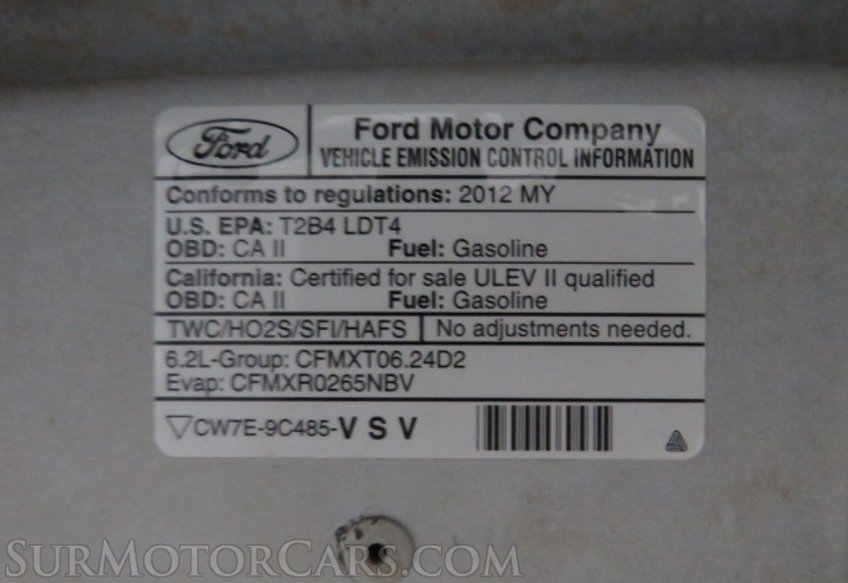 Ford
Ford Motor Company
VEHICLE EMISSION CONTROL INFORMATION
Conforms to regulations: 2012 MY
U.S. EPA: T2B4 LDT4
OBD: CA II Fuel: Gasoline
California: Certified for sale ULEV II qualified
OBD: CA II Fuel: Gasoline
TWC/HO2S/SFI/HAFS No adjustments needed.
6.2L-Group: CFMXT06.24D2
Evap: CFMXR0265NBV
CW7E-9C485-V S V
SURMOTORCARS.COM